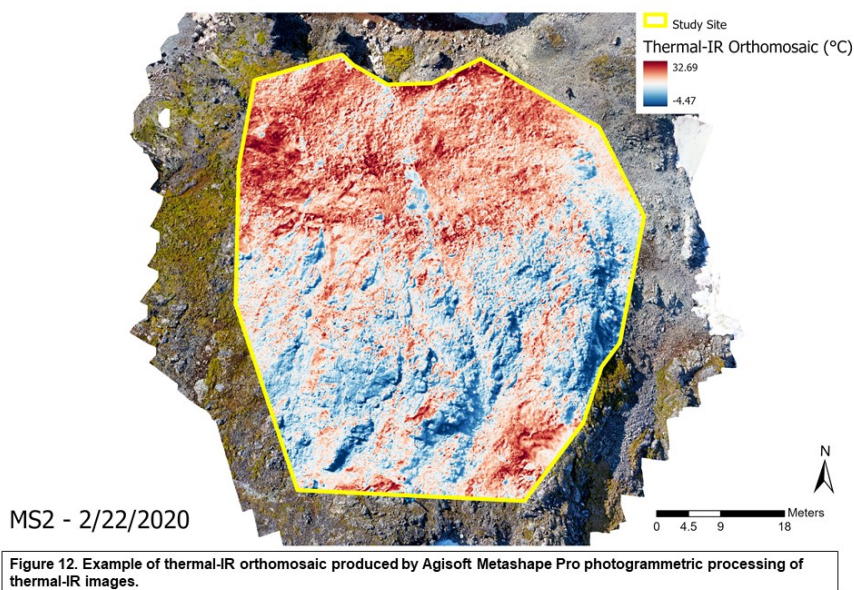 Study Site
Thermal-IR Orthomosaic (°C)
32.69
-4.47
N
Meters
0 4.5 9 18
MS2 - 2/22/2020
Figure 12. Example of thermal-IR orthomosaic produced by Agisoft Metashape Pro photogrammetric processing of
thermal-IR images.